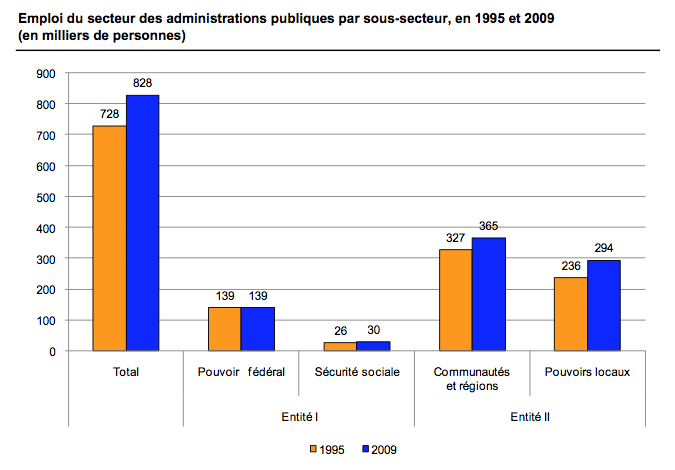 Emploi du secteur des administrations publiques par sous-secteur, en 1995 et 2009
(en milliers de personnes)
900
800
700
600
500
400
300
200
100
0
728
828
139
139
26
30
327
365
236
294
Total
Pouvoir fédéral
Sécurité sociale
Communautés
et régions
Pouvoirs locaux
Entité I
Entité II
1995
2009